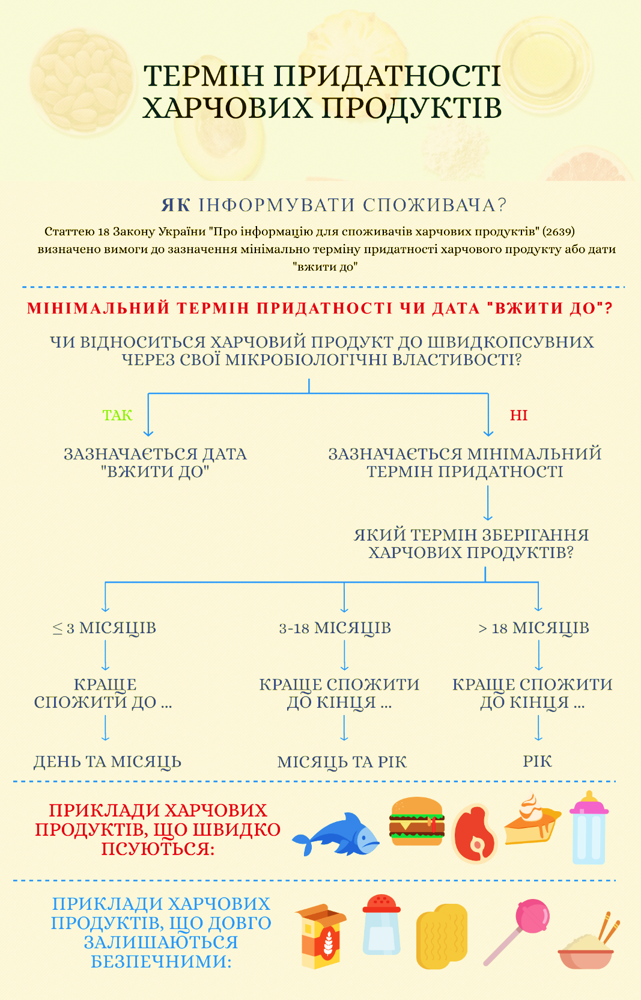 ТЕРМІН ПРИДАТНОСТІ
ХАРЧОВИХ ПРОДУКТІВ
ЯК ІНФОРМУВАТИ СПОЖИВАЧА?
Статтею 18 Закону України "Про інформацію для споживачів харчових продуктів" (2639)
визначено вимоги до зазначення мінімально терміну придатності харчового продукту або дати
"вжити до"
МІНІМАЛЬНИЙ ТЕРМІН ПРИДАТНОСТІ ЧИ ДАТА "ВЖИТИ ДО"?
ЧИ ВІДНОСИТЬСЯ ХАРЧОВИЙ ПРОДУКТ ДО ШВИДКОПСУВНИХ
ЧЕРЕЗ СВОЇ МІКРОБІОЛОГІЧНІ ВЛАСТИВОСТІ?
ТАК
НІ
ЗАЗНАЧАЄТЬСЯ ДАТА
"ВЖИТИ ДО"
ЗАЗНАЧАЄТЬСЯ МІНІМАЛЬНИЙ
ТЕРМІН ПРИДАТНОСТІ
ЯКИЙ ТЕРМІН ЗБЕРІГАННЯ
ХАРЧОВИХ ПРОДУКТІВ?
≤ 3 МІСЯЦІВ
3-18 МІСЯЦІВ
> 18 МІСЯЦІВ
КРАЩЕ
СПОЖИТИ ДО ...
КРАЩЕ СПОЖИТИ
ДО КІНЦЯ ...
КРАЩЕ СПОЖИТИ
ДО КІНЦЯ ...
ДЕНЬ ТА МІСЯЦЬ
МІСЯЦЬ ТА РІК
РІК
ПРИКЛАДИ ХАРЧОВИХ
ПРОДУКТІВ, ЩО ШВИДКО
ПСУЮТЬСЯ:
ПРИКЛАДИ ХАРЧОВИХ
ПРОДУКТІВ, ЩО ДОВГО
ЗАЛИШАЮТЬСЯ
БЕЗПЕЧНИМИ: